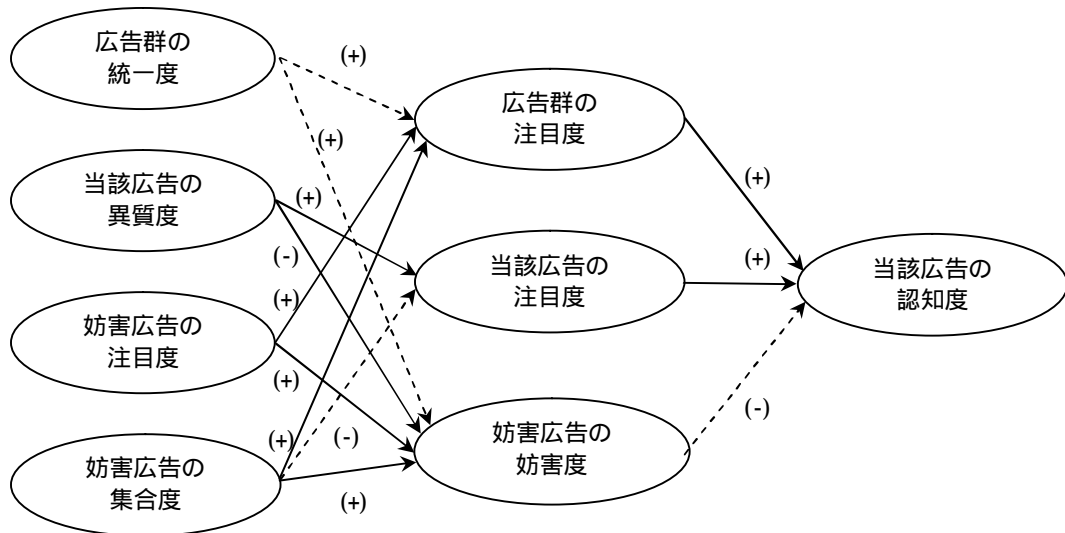 広告群の
統一度
(+)
広告群の
注目度
(+)
当該広告の
異質度
(+)
(+)
(-)
当該広告の
注目度
(+)
当該広告の
認知度
妨害広告の
注目度
(+)
(+)
(-)
妨害広告の
妨害度
(+)
(-)
妨害広告の
集合度
(+)